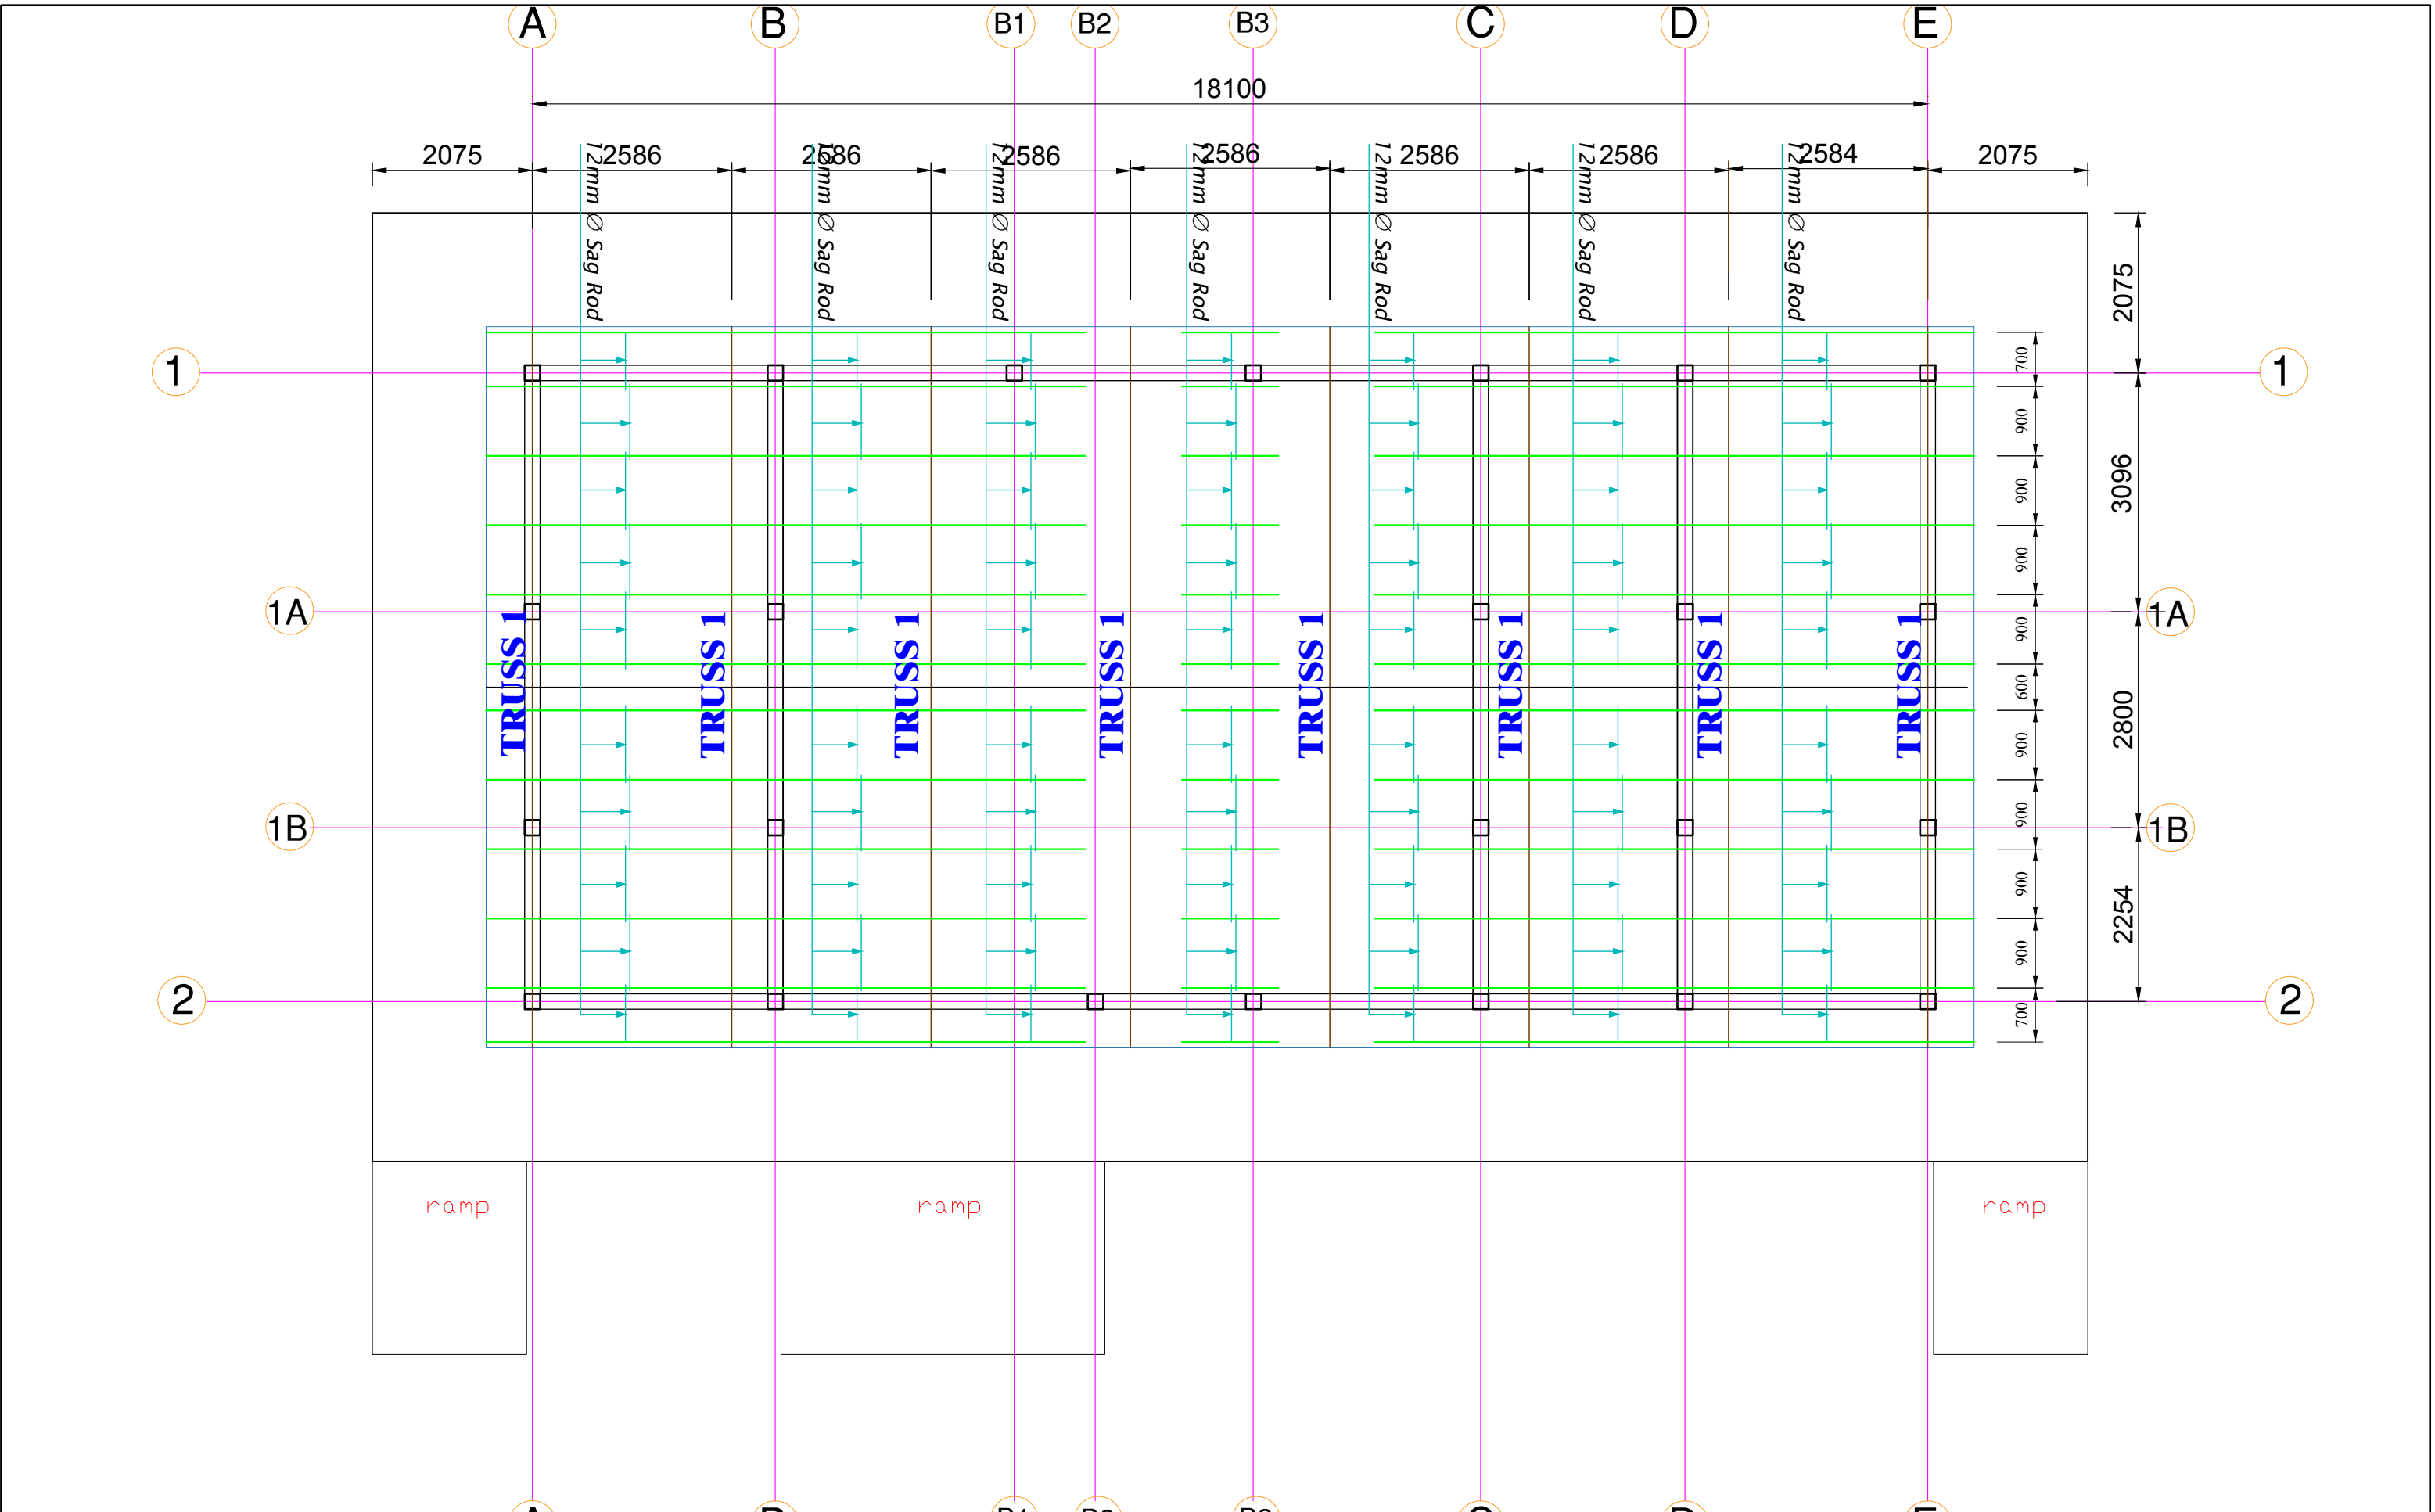 A B B1 B2 B3 C D E
18100
2075 2586 2586 2586 2586 2586 2586 2584 2075
12mm Ø Sag Rod
12mm Ø Sag Rod
12mm Ø Sag Rod
12mm Ø Sag Rod
12mm Ø Sag Rod
12mm Ø Sag Rod
12mm Ø Sag Rod
2075
1 700 1
900
3096
900
900
1A 900 1A
TRUSS 1 TRUSS 1 TRUSS 1 TRUSS 1 TRUSS 1 TRUSS 1 TRUSS 1 TRUSS 1
600
2800
900
1B 900 1B
900
2254
900
2 700 2
ramp ramp ramp